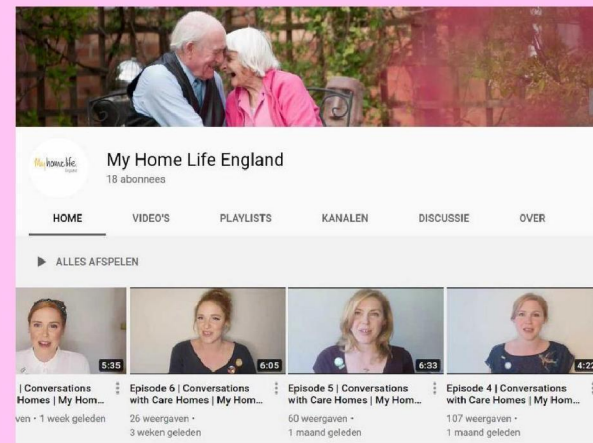 My home life
England
My Home Life England
18 abonnees
HOME VIDEO'S PLAYLISTS KANALEN DISCUSSIE OVER
ALLES AFSPELEN
5:35 6:05 6:33 4:22
| Conversations
Homes | My Hom...
ven • 1 week geleden
Episode 6 | Conversations
with Care Homes | My Hom...
26 weergaven •
3 weken geleden
Episode 5 | Conversations
with Care Homes | My Hom...
60 weergaven •
1 maand geleden
Episode 4 | Conversations
with Care Homes | My Hom...
107 weergaven •
1 maand geleden